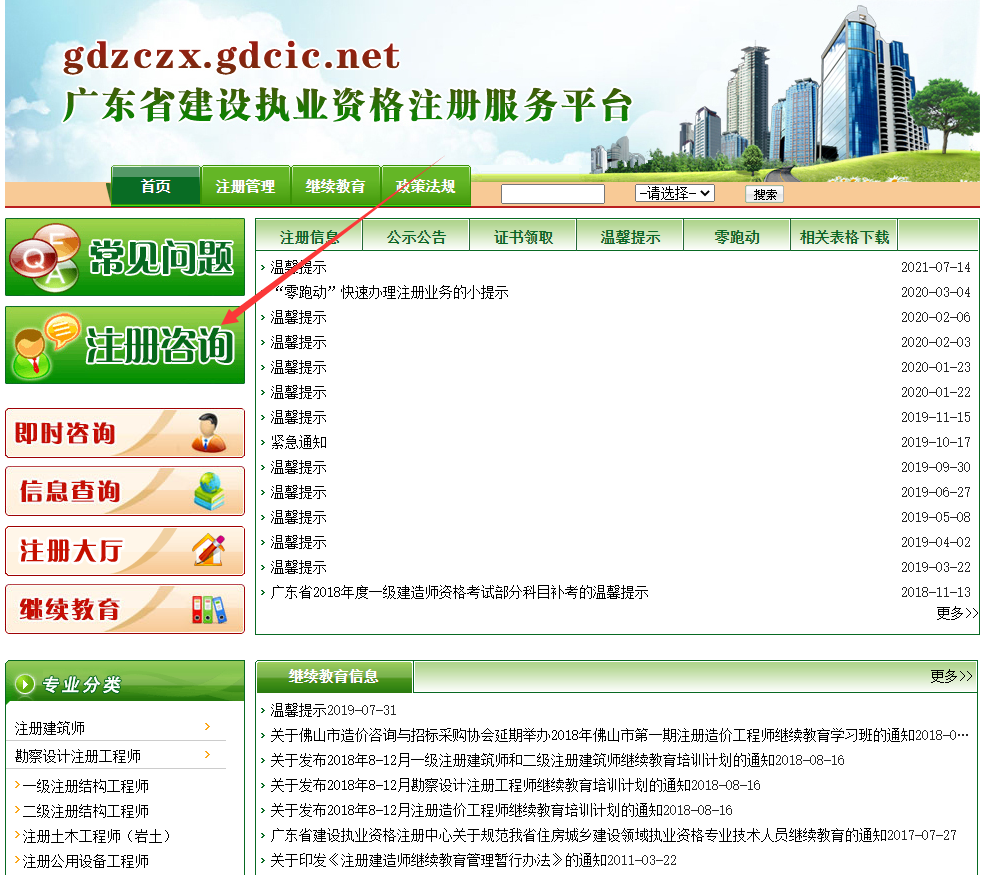 gdzczx.gdcic.net
广东省建设执业资格注册服务平台
首页 注册管理 继续教育 政策法规 --请选择-- 搜索
常见问题
Q F A
注册咨询
即时咨询
信息查询
注册大厅
继续教育
注册信息 公示公告 证书领取 温馨提示 零跑动 相关表格下载
温馨提示 2021-07-14
“零跑动”快速办理注册业务的小提示 2020-03-04
温馨提示 2020-02-06
温馨提示 2020-02-03
温馨提示 2020-01-23
温馨提示 2020-01-22
温馨提示 2019-11-15
紧急通知 2019-10-17
温馨提示 2019-09-30
温馨提示 2019-06-27
温馨提示 2019-05-08
温馨提示 2019-04-02
温馨提示 2019-03-22
广东省2018年度一级建造师资格考试部分科目补考的温馨提示 2018-11-13
更多>>
专业分类
注册建筑师
勘察设计注册工程师
一级注册结构工程师
二级注册结构工程师
注册土木工程师（岩土）
注册公用设备工程师
继续教育信息 更多>>
温馨提示2019-07-31
关于佛山市造价咨询与招标采购协会延期举办2018年佛山市第一期注册造价工程师继续教育学习班的通知2018-0…
关于发布2018年8-12月一级注册建筑师和二级注册建筑师继续教育培训计划的通知2018-08-16
关于发布2018年8-12月勘察设计注册工程师继续教育培训计划的通知2018-08-16
关于发布2018年8-12月注册造价工程师继续教育培训计划的通知2018-08-16
广东省建设执业资格注册中心关于规范我省住房城乡建设领域执业资格专业技术人员继续教育的通知2017-07-27
关于印发《注册建造师继续教育管理暂行办法》的通知2011-03-22